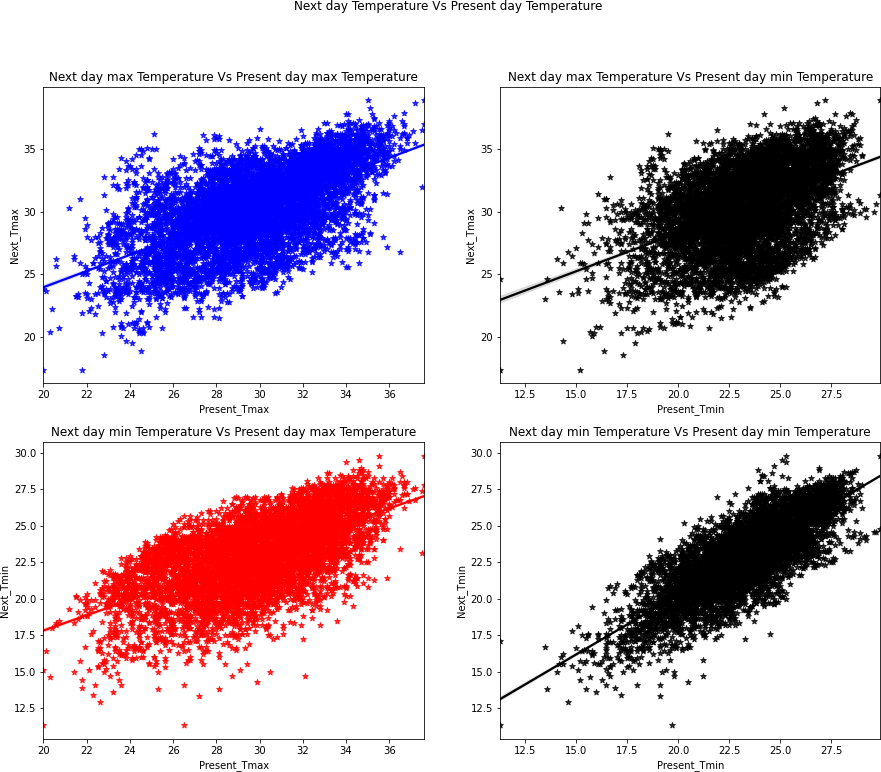 Next day Temperature Vs Present day Temperature
Next day max Temperature Vs Present day max Temperature
Next_Tmax
35
30
25
20
20 22 24 26 28 30 32 34 36
Present_Tmax
Next day max Temperature Vs Present day min Temperature
Next_Tmax
35
30
25
20
12.5 15.0 17.5 20.0 22.5 25.0 27.5
Present_Tmin
Next day min Temperature Vs Present day max Temperature
Next_Tmin
30.0
27.5
25.0
22.5
20.0
17.5
15.0
12.5
20 22 24 26 28 30 32 34 36
Present_Tmax
Next day min Temperature Vs Present day min Temperature
Next_Tmin
30.0
27.5
25.0
22.5
20.0
17.5
15.0
12.5
12.5 15.0 17.5 20.0 22.5 25.0 27.5
Present_Tmin